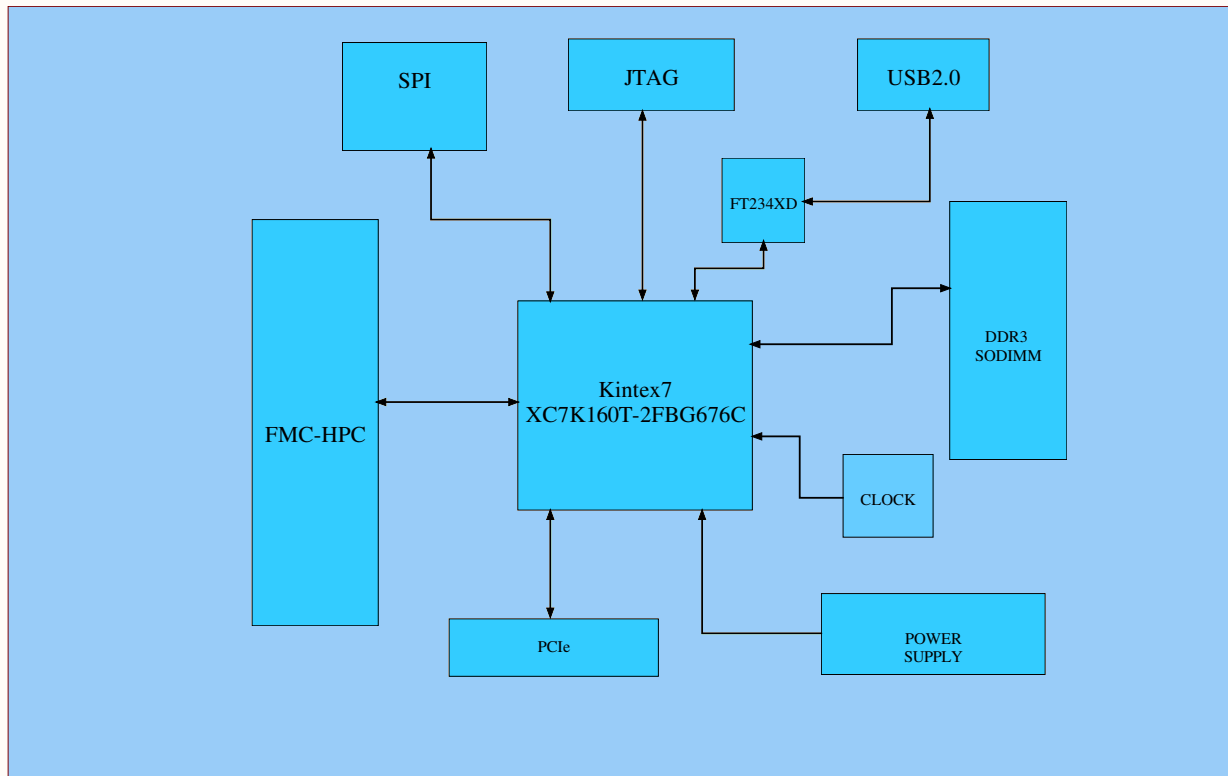 SPI
JTAG
USB2.0
FT234XD
DDR3
SODIMM
Kintex7
XC7K160T-2FBG676C
FMC-HPC
CLOCK
PCIe
POWER
SUPPLY